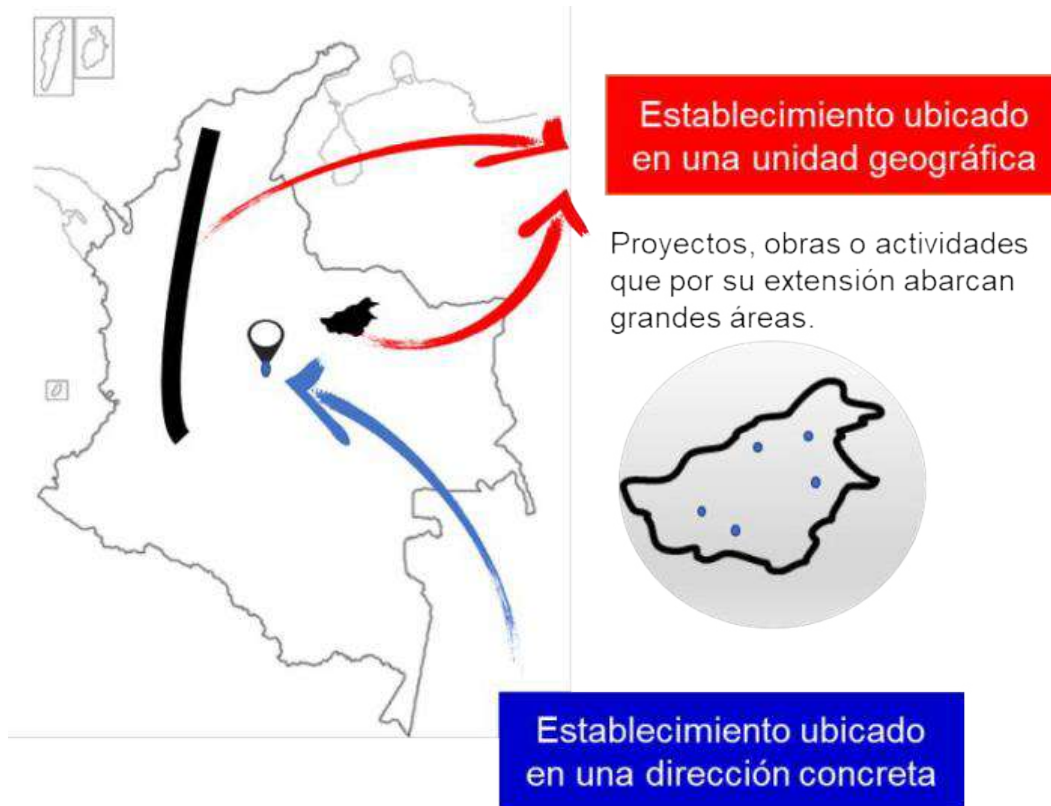 Establecimiento ubicado
en una unidad geográfica
Proyectos, obras o actividades
que por su extensión abarcan
grandes áreas.
Establecimiento ubicado
en una dirección concreta